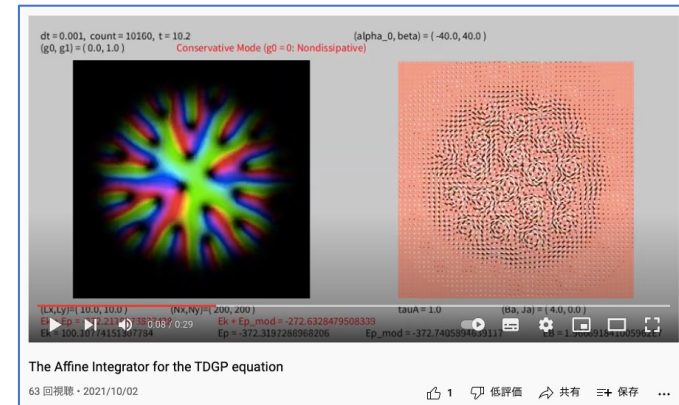 dt = 0.001, count = 10160, t = 10.2 (alpha_0, beta) = ( -40.0, 40.0 )
(g0, g1) = ( 0.0, 1.0 ) Conservative Mode (g0 = 0: Nondissipative)
(Lx,Ly)=( 10.0, 10.0 ) (Nx,Ny)=( 200, 200 ) tauA = 1.0 (Ba, Ja) = ( 4.0, 0.0 )
Ek + Ep_mod = -272.6328479508339
0:08 / 0:29
Ep = -372.3197288968206
The Affine Integrator for the TDGP equation
63 回視聴・2021/10/02 1 低評価 共有 保存